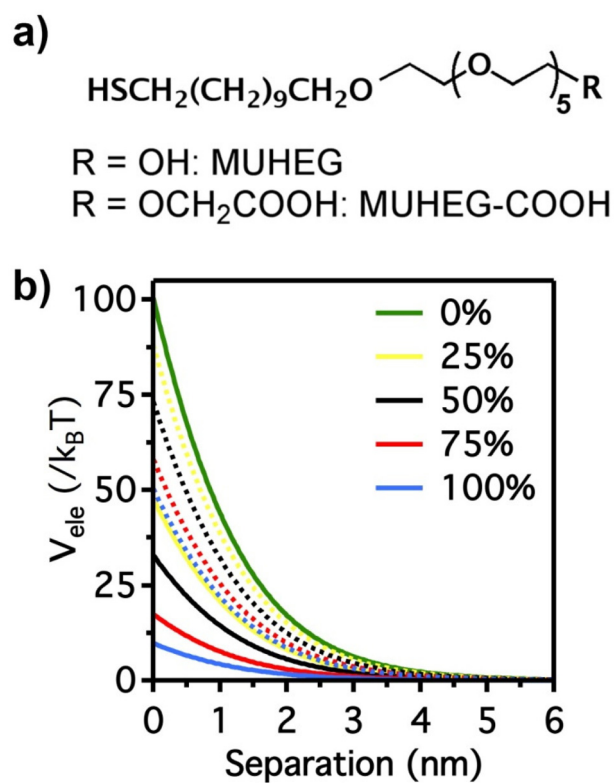 a)
HSCH₂(CH₂)₉CH₂O O R
5
R = OH: MUHEG
R = OCH₂COOH: MUHEG-COOH
b)
100
75
50
25
0
Vₑₗₑ (/k_BT)
0%
25%
50%
75%
100%
0 1 2 3 4 5 6
Separation (nm)